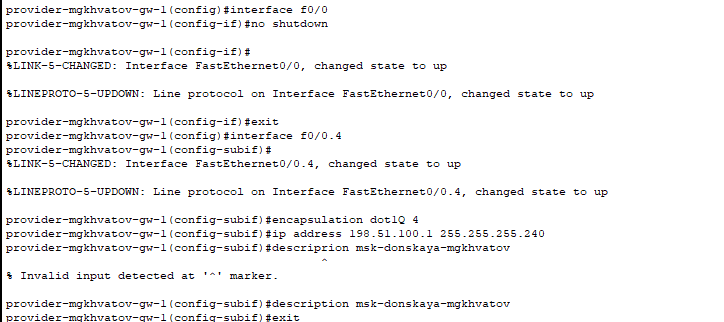 provider-mgkhvatov-gw-1(config)#interface f0/0
provider-mgkhvatov-gw-1(config-if)#no shutdown
provider-mgkhvatov-gw-1(config-if)#
%LINK-5-CHANGED: Interface FastEthernet0/0, changed state to up
%LINEPROTO-5-UPDOWN: Line protocol on Interface FastEthernet0/0, changed state to up
provider-mgkhvatov-gw-1(config-if)#exit
provider-mgkhvatov-gw-1(config)#interface f0/0.4
provider-mgkhvatov-gw-1(config-subif)#
%LINK-5-CHANGED: Interface FastEthernet0/0.4, changed state to up
%LINEPROTO-5-UPDOWN: Line protocol on Interface FastEthernet0/0.4, changed state to up
provider-mgkhvatov-gw-1(config-subif)#encapsulation dot1Q 4
provider-mgkhvatov-gw-1(config-subif)#ip address 198.51.100.1 255.255.255.240
provider-mgkhvatov-gw-1(config-subif)#descriprion msk-donskaya-mgkhvatov
^
% Invalid input detected at '^' marker.
provider-mgkhvatov-gw-1(config-subif)#description msk-donskaya-mgkhvatov
provider-mgkhvatov-gw-1(config-subif)#exit